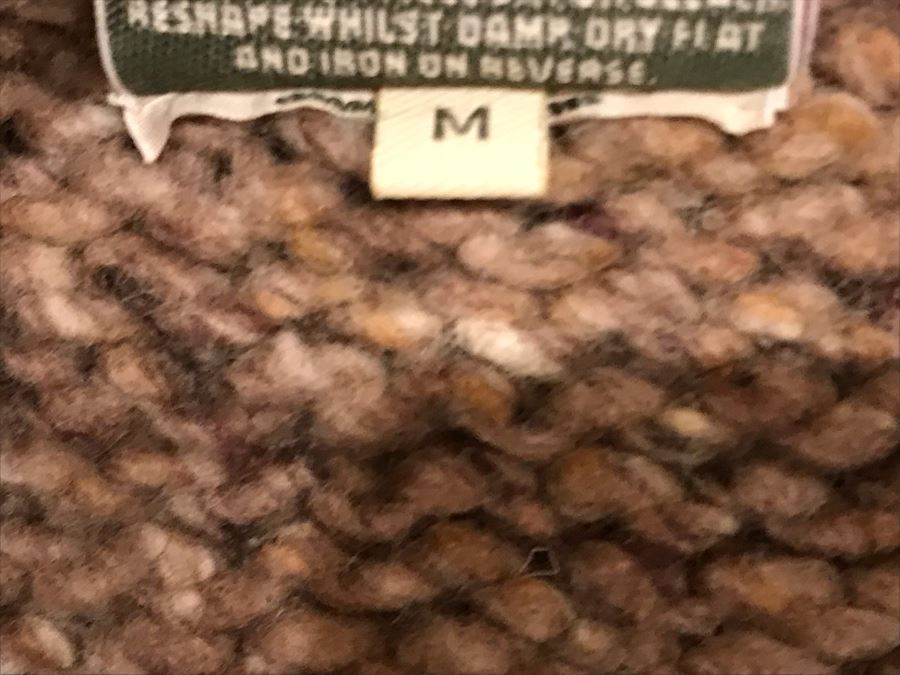 RESHAPE WHILST DAMP. DRY FLAT
AND IRON ON REVERSE.
M